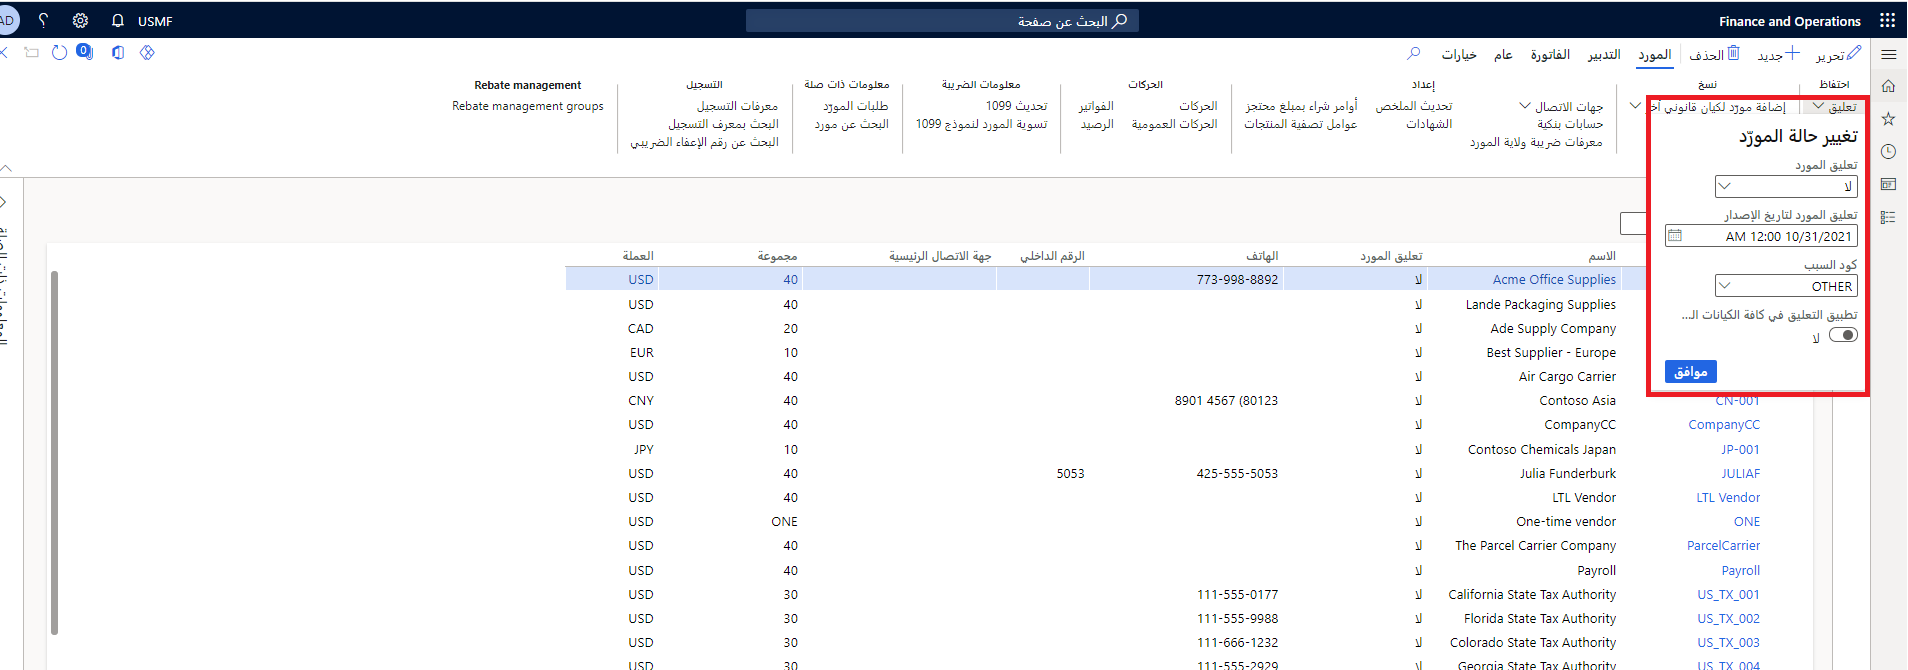 Finance and Operations
البحث عن صفحة
USMF
AD
تحرير
جديد
الحذف
المورد
التدبير
الفاتورة
عام
خيارات
0
احتفاظ
نسخ
إعداد
الحركات
معلومات الضريبة
معلومات ذات صلة
التسجيل
Rebate management
تعليق
إضافة مورّد لكيان قانوني آخر
جهات الاتصال
تحديث الملخص
أوامر شراء بمبلغ محتجز
الحركات
الفواتير
تحديث 1099
طلبات المورّد
معرفات التسجيل
Rebate management groups
حسابات بنكية
الشهادات
عوامل تصفية المنتجات
الحركات العمومية
الرصيد
تسوية المورد لنموذج 1099
البحث عن مورد
البحث بمعرف التسجيل
معرفات ضريبة ولاية المورد
البحث عن رقم الإعفاء الضريبي
تغيير حالة المورّد
تعليق المورد
لا
تعليق المورد لتاريخ الإصدار
10/31/2021 12:00 AM
كود السبب
OTHER
تطبيق التعليق في كافة الكيانات الـ...
لا
موافق
الاسم تعليق المورد الهاتف الرقم الداخلي جهة الاتصال الرئيسية مجموعة العملة
Acme Office Supplies لا 773-998-8892 40 USD
Lande Packaging Supplies لا 40 USD
Ade Supply Company لا 20 CAD
Best Supplier - Europe لا 10 EUR
Air Cargo Carrier لا 40 USD
CN-001 Contoso Asia لا 8901 4567 (80123 40 CNY
CompanyCC CompanyCC لا 40 USD
JP-001 Contoso Chemicals Japan لا 10 JPY
JULIAF Julia Funderburk لا 425-555-5053 5053 40 USD
LTL Vendor LTL Vendor لا 40 USD
ONE One-time vendor لا ONE USD
ParcelCarrier The Parcel Carrier Company لا 40 USD
Payroll Payroll لا 40 USD
US_TX_001 California State Tax Authority لا 111-555-0177 30 USD
US_TX_002 Florida State Tax Authority لا 111-555-9988 30 USD
US_TX_003 Colorado State Tax Authority لا 111-666-1232 30 USD
US_TX_004 Georgia State Tax Authority لا 111-555-2929 30 USD